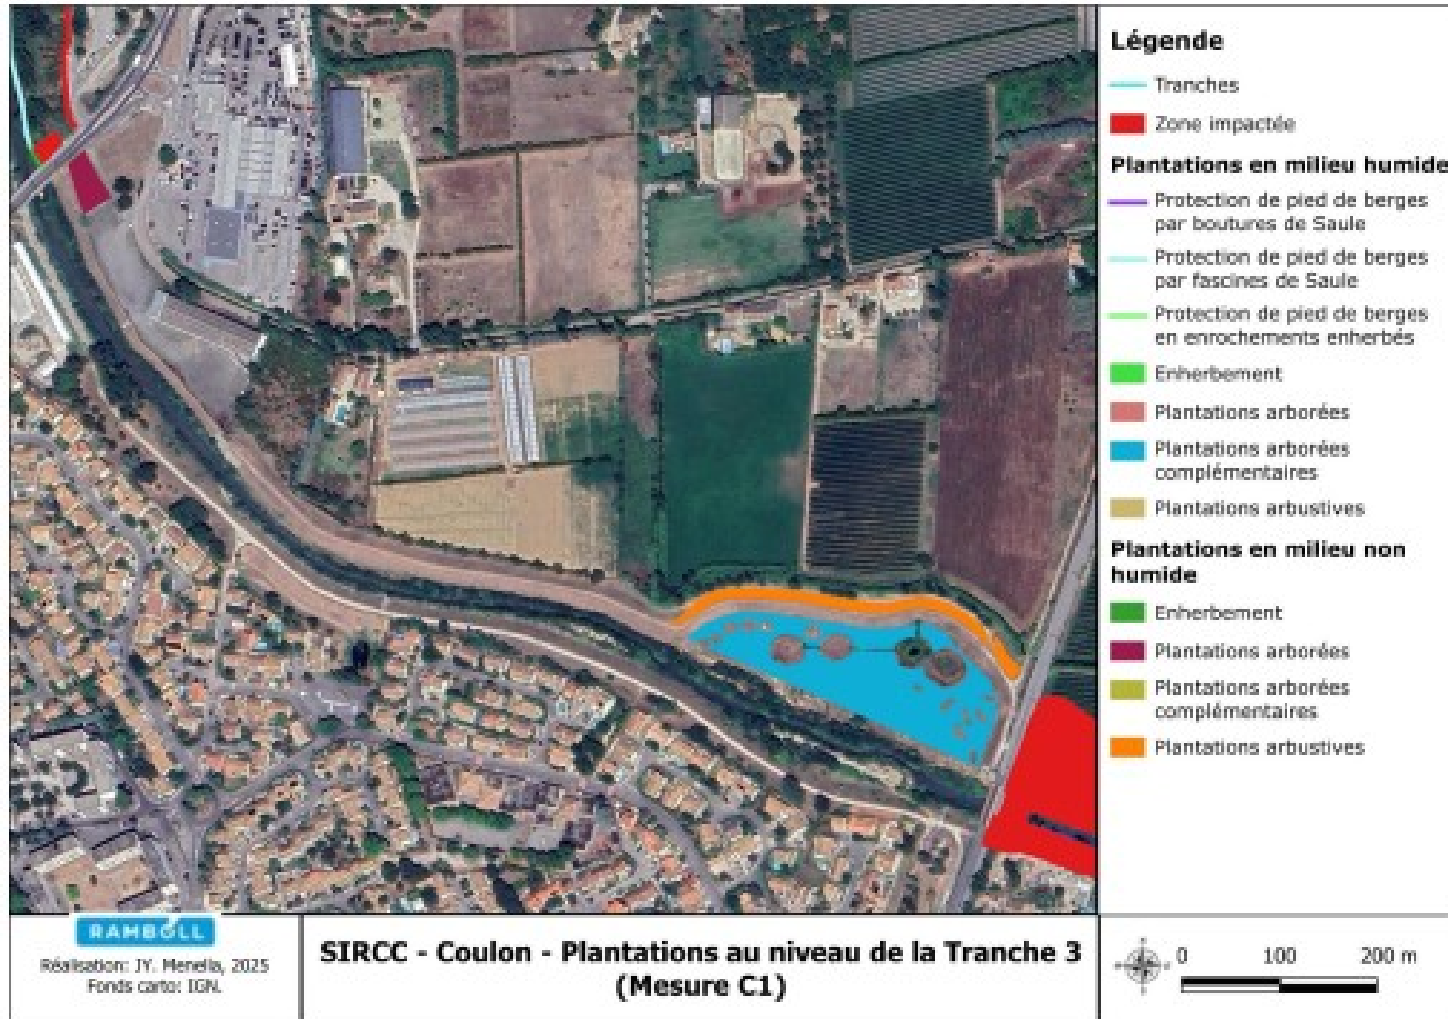 Légende
Tranches
Zone impactée
Plantations en milieu humide
Protection de pied de berges
par boutures de Saule
Protection de pied de berges
par fascines de Saule
Protection de pied de berges
en enrochements enherbés
Enherbement
Plantations arborées
Plantations arborées
complémentaires
Plantations arbustives
Plantations en milieu non
humide
Enherbement
Plantations arborées
Plantations arborées
complémentaires
Plantations arbustives
RAMBOLL
Réalisation: JY. Menella, 2025
Fonds carto: IGN.
SIRCC - Coulon - Plantations au niveau de la Tranche 3
(Mesure C1)
0 100 200 m